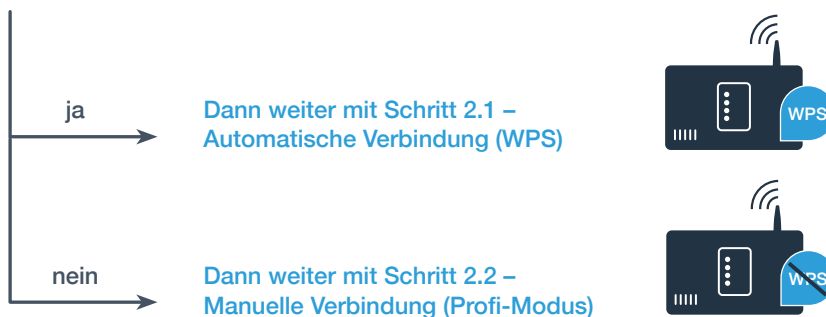 ja
Dann weiter mit Schritt 2.1 –
Automatische Verbindung (WPS)
WPS
nein
Dann weiter mit Schritt 2.2 –
Manuelle Verbindung (Profi-Modus)
WPS